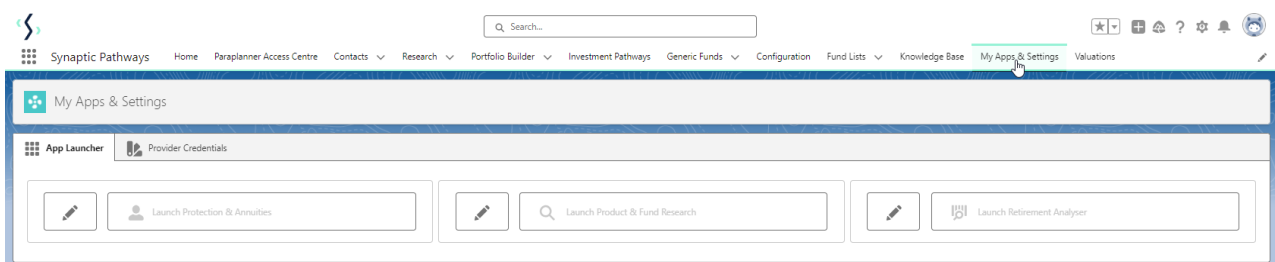 Search...
Synaptic Pathways Home Paraplanner Access Centre Contacts Research Portfolio Builder Investment Pathways Generic Funds Configuration Fund Lists Knowledge Base My Apps & Settings Valuations
My Apps & Settings
App Launcher Provider Credentials
Launch Protection & Annuities Launch Product & Fund Research Launch Retirement Analyser